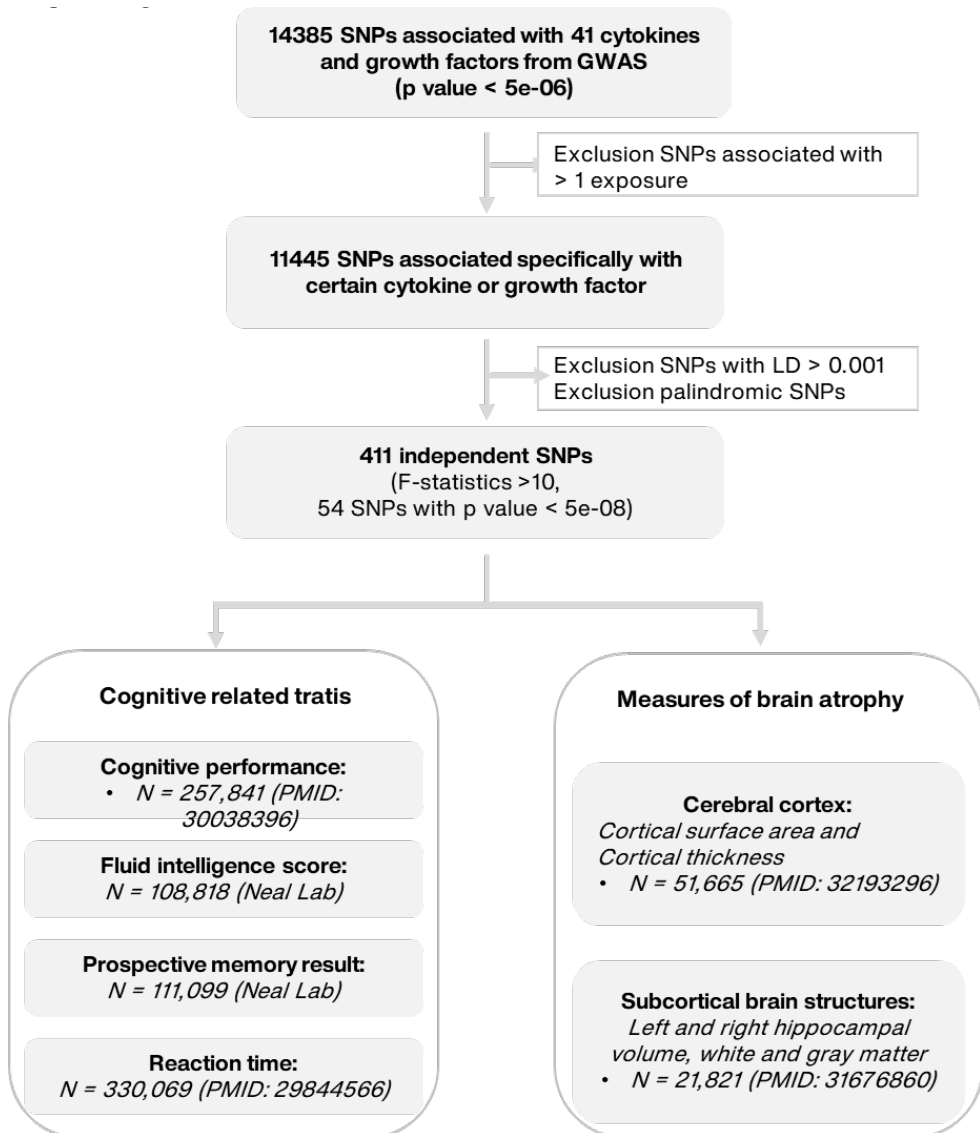 14385 SNPs associated with 41 cytokines
and growth factors from GWAS
(p value < 5e-06)
Exclusion SNPs associated with
> 1 exposure
11445 SNPs associated specifically with
certain cytokine or growth factor
Exclusion SNPs with LD > 0.001
Exclusion palindromic SNPs
411 independent SNPs
(F-statistics >10,
54 SNPs with p value < 5e-08)
Cognitive related tratis
Cognitive performance:
• N = 257,841 (PMID:
30038396)
Fluid intelligence score:
N = 108,818 (Neal Lab)
Prospective memory result:
N = 111,099 (Neal Lab)
Reaction time:
N = 330,069 (PMID: 29844566)
Measures of brain atrophy
Cerebral cortex:
Cortical surface area and
Cortical thickness
• N = 51,665 (PMID: 32193296)
Subcortical brain structures:
Left and right hippocampal
volume, white and gray matter
• N = 21,821 (PMID: 31676860)